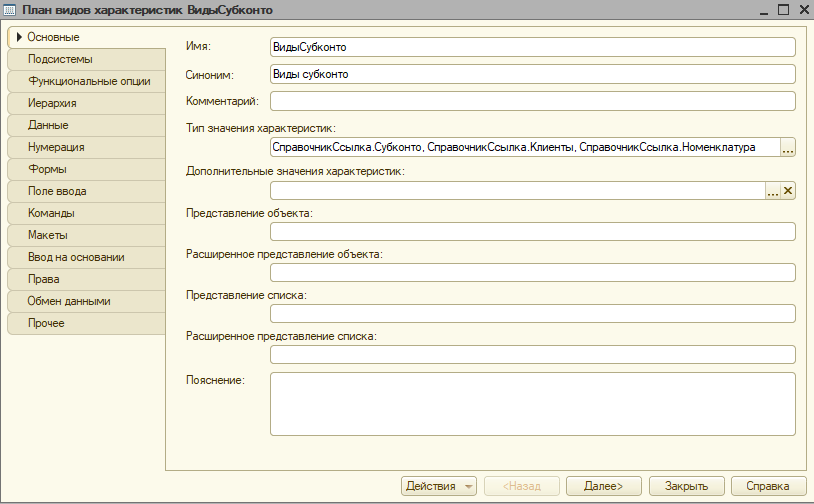 План видов характеристик ВидыСубконто
Основные
Подсистемы
Функциональные опции
Иерархия
Данные
Нумерация
Формы
Поле ввода
Команды
Макеты
Ввод на основании
Права
Обмен данными
Прочее
Имя: ВидыСубконто
Синоним: Виды субконто
Комментарий:
Тип значения характеристик:
СправочникСсылка.Субконто, СправочникСсылка.Клиенты, СправочникСсылка.Номенклатура ...
Дополнительные значения характеристик:
... ×
Представление объекта:
Расширенное представление объекта:
Представление списка:
Расширенное представление списка:
Пояснение:
Действия <Назад Далее> Закрыть Справка